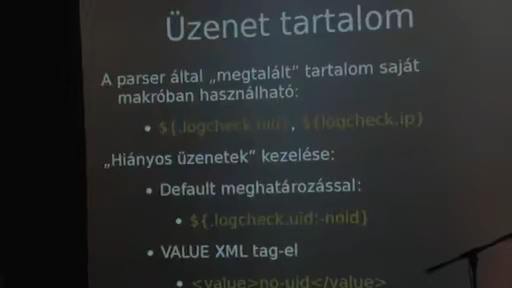 Üzenet tartalom
A parser által „megtalált” tartalom saját
makróban használható:
• ${.logcheck.uid}, ${logcheck.ip}
„Hiányos üzenetek” kezelése:
• Default meghatározással:
• ${.logcheck.uid:-noid}
• VALUE XML tag-el
• <value>no-uid</value>